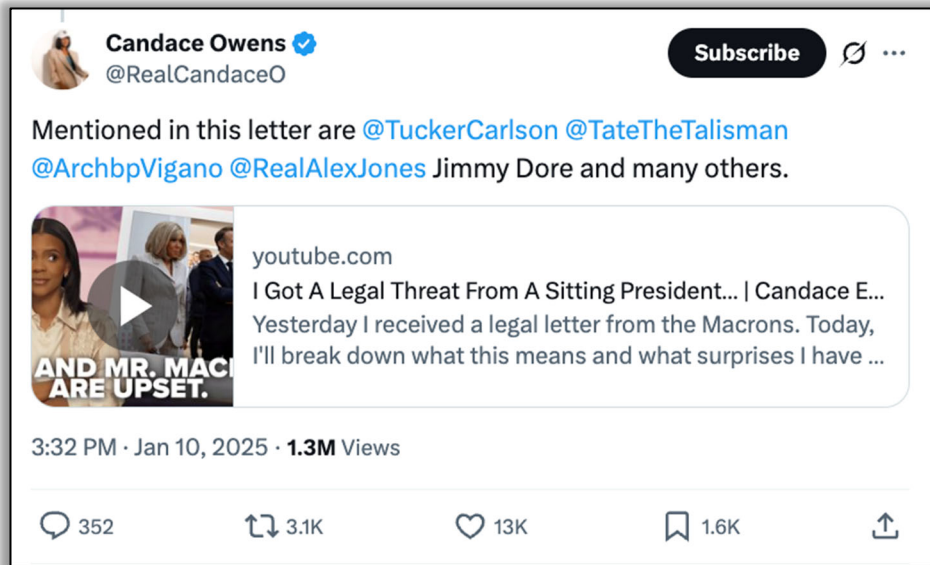 Candace Owens
@RealCandaceO
Subscribe
Mentioned in this letter are @TuckerCarlson @TateTheTalisman
@ArchbpVigano @RealAlexJones Jimmy Dore and many others.
AND MR. MACI
ARE UPSET.
youtube.com
I Got A Legal Threat From A Sitting President... | Candace E...
Yesterday I received a legal letter from the Macrons. Today,
I'll break down what this means and what surprises I have ...
3:32 PM · Jan 10, 2025 · 1.3M Views
352
3.1K
13K
1.6K